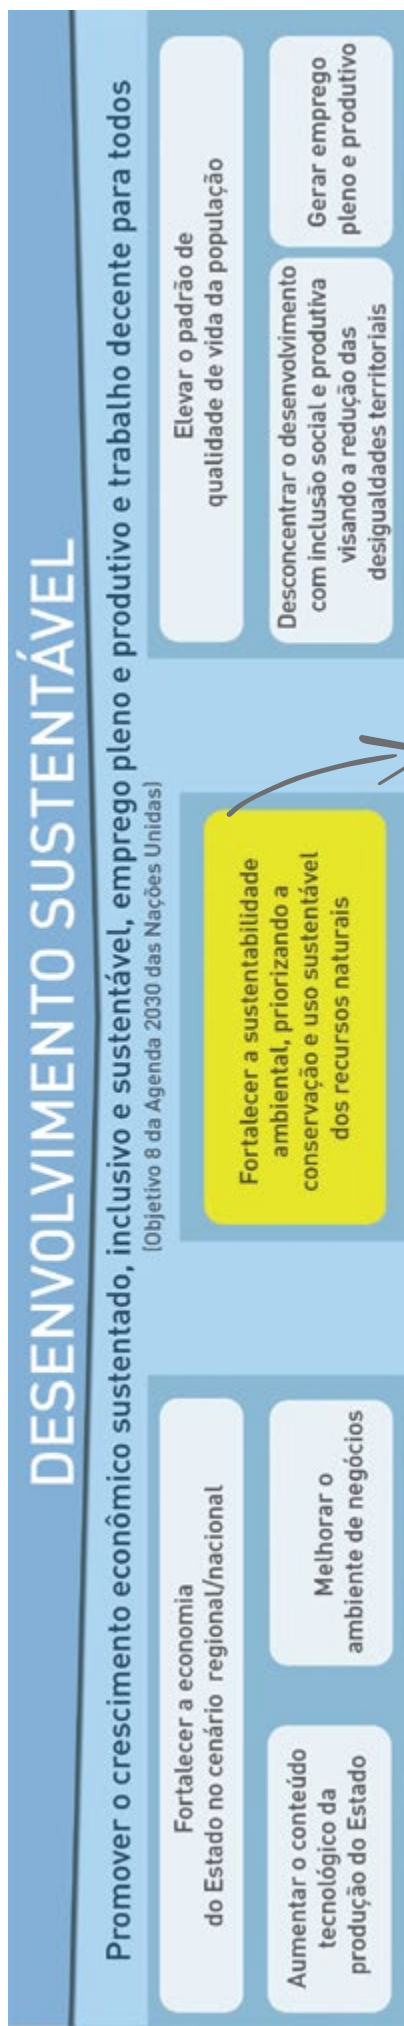 DESENVOLVIMENTO SUSTENTÁVEL
Promover o crescimento econômico sustentado, inclusivo e sustentável, emprego pleno e produtivo e trabalho decente para todos
(Objetivo 8 da Agenda 2030 das Nações Unidas)
Fortalecer a economia
do Estado no cenário regional/nacional
Aumentar o conteúdo
tecnológico da
produção do Estado
Melhorar o
ambiente de negócios
Fortalecer a sustentabilidade
ambiental, priorizando a
conservação e uso sustentável
dos recursos naturais
Elevar o padrão de
qualidade de vida da população
Desconcentrar o desenvolvimento
com inclusão social e produtiva
visando a redução das
desigualdades territoriais
Gerar emprego
pleno e produtivo